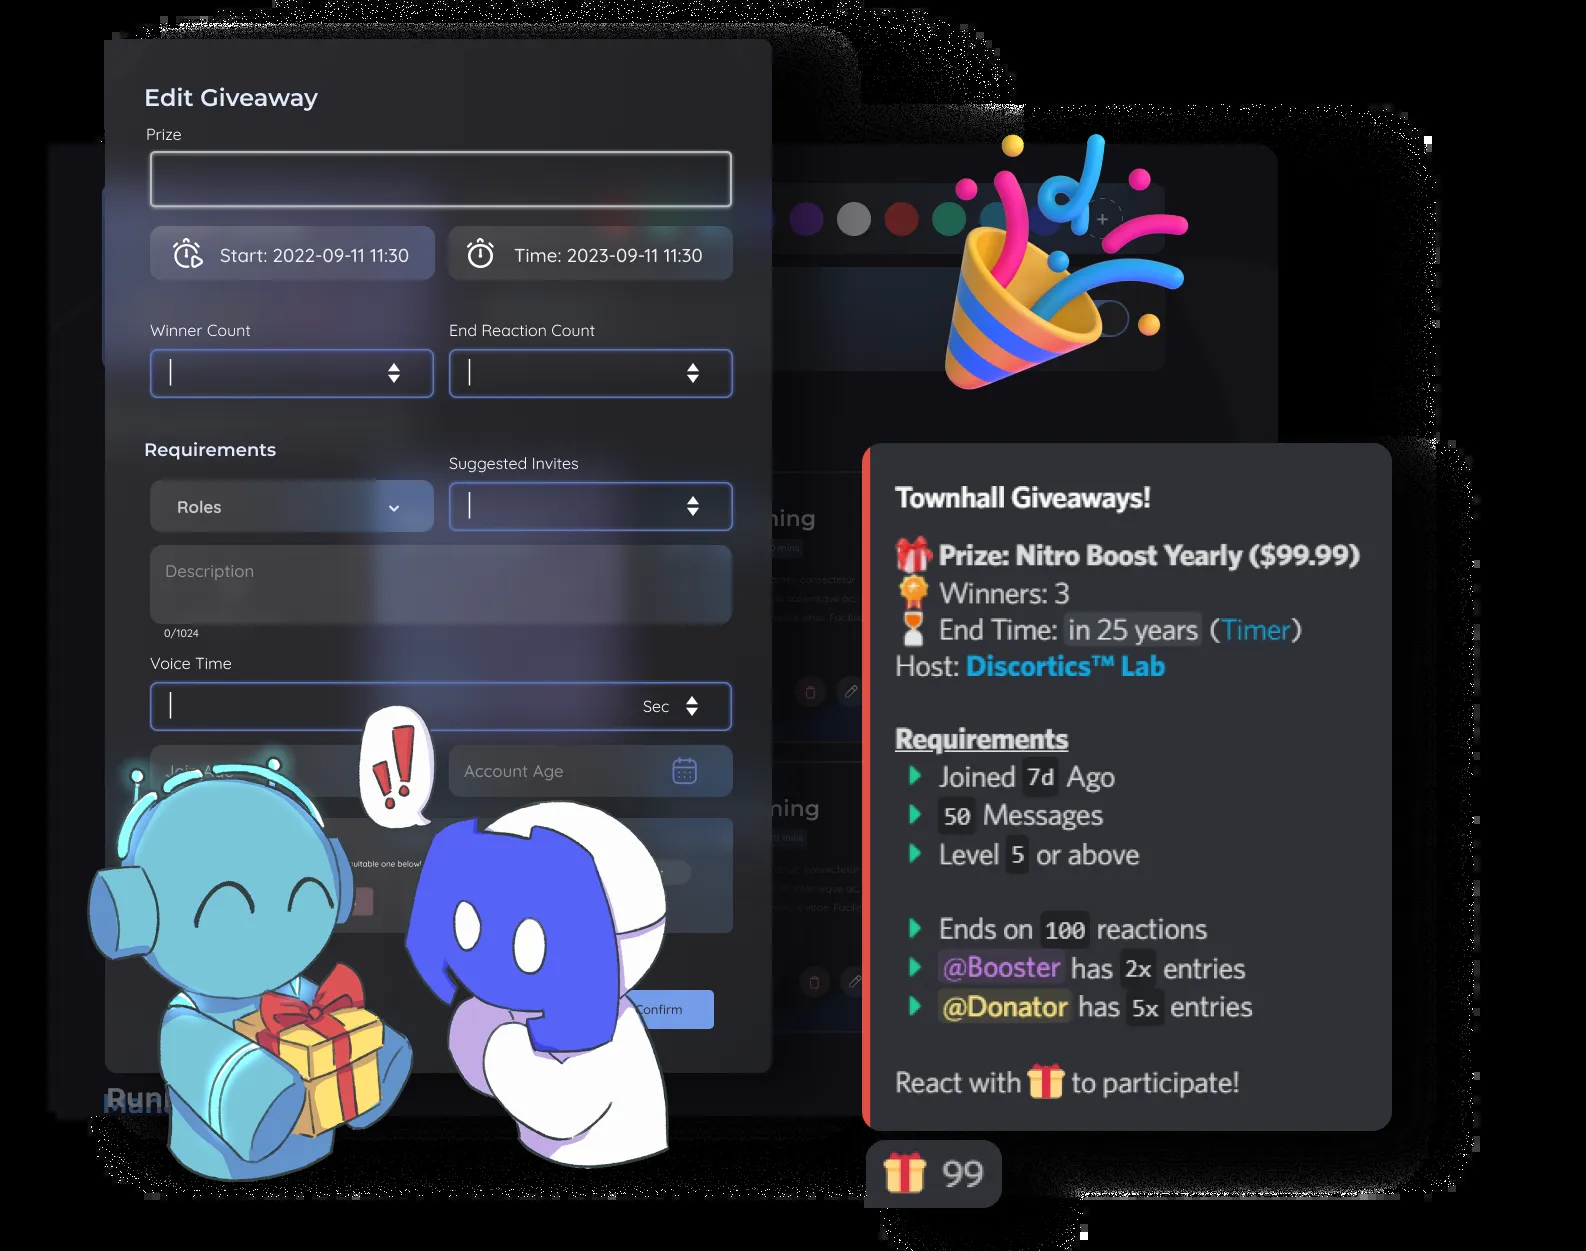 Edit Giveaway
Prize
Start: 2022-09-11 11:30
Time: 2023-09-11 11:30
Winner Count
End Reaction Count
Requirements
Suggested Invites
Roles
Description
0/1024
Voice Time
Sec
Account Age
uitable one below!
Confirm
Townhall Giveaways!
Prize: Nitro Boost Yearly ($99.99)
Winners: 3
End Time: in 25 years (Timer)
Host: Discortics™ Lab
Requirements
Joined 7d Ago
50 Messages
Level 5 or above
Ends on 100 reactions
@Booster has 2x entries
@Donator has 5x entries
React with to participate!
99